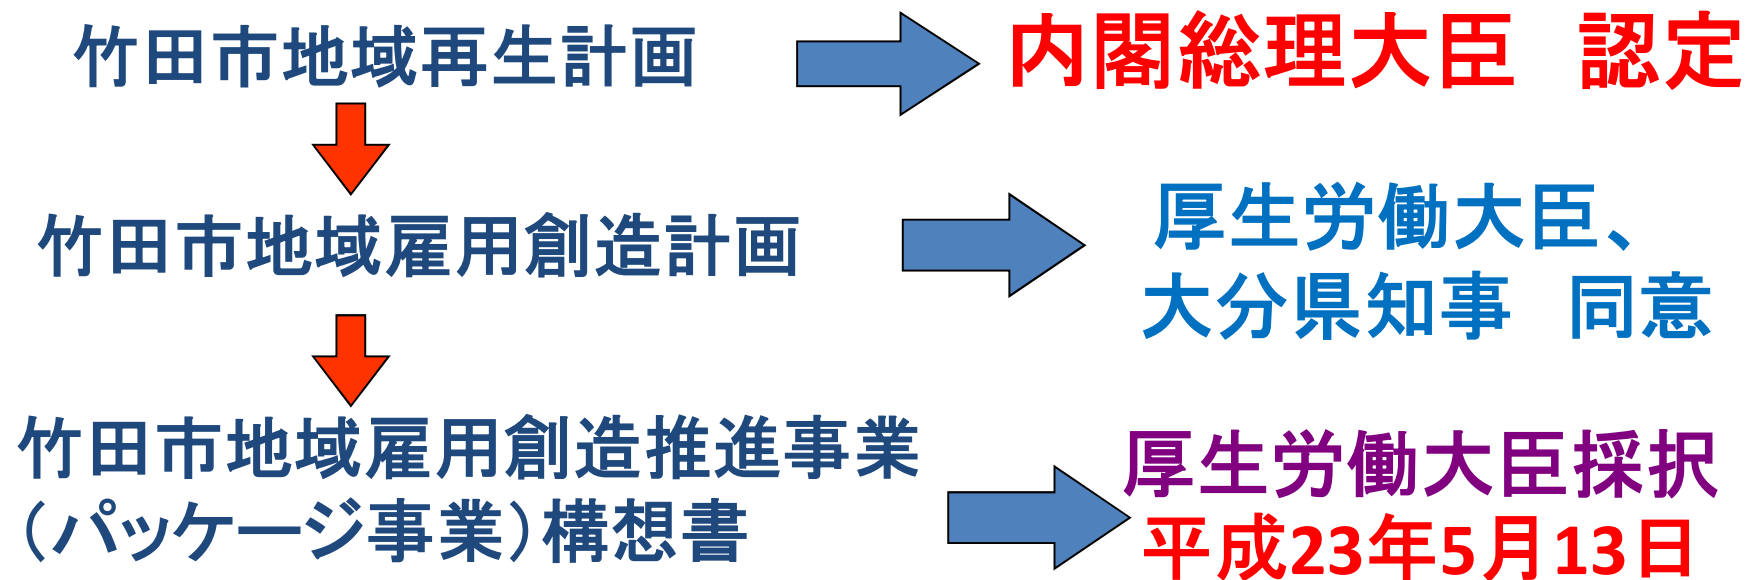 竹田市地域再生計画
内閣総理大臣　認定
竹田市地域雇用創造計画
厚生労働大臣、
大分県知事　同意
竹田市地域雇用創造推進事業
（パッケージ事業）構想書
厚生労働大臣採択
平成23年5月13日